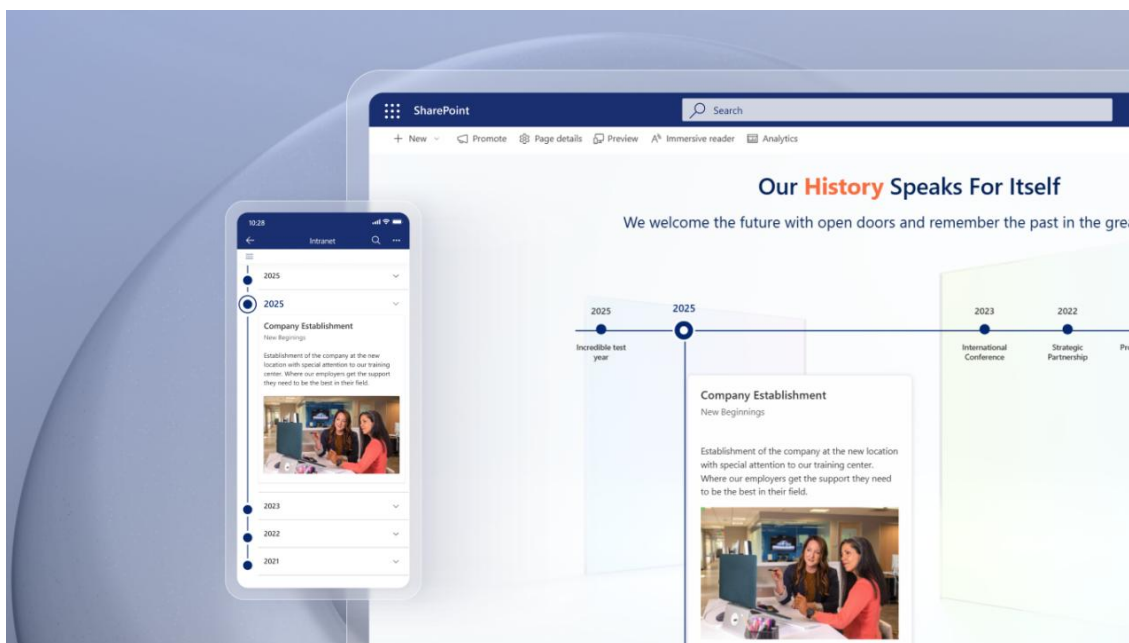 SharePoint
Search
New
Promote
Page details
Preview
Immersive reader
Analytics
Our History Speaks For Itself
We welcome the future with open doors and remember the past in the
2025
Incredible test
year
2025
2023
International
Conference
2022
Strategic
Partnership
Company Establishment
New Beginnings
Establishment of the company at the new location
with special attention to our training center.
Where our employers get the support they need
to be the best in their field.
10:28
Intranet
2025
2025
Company Establishment
New Beginings
Establishment of the company at the new
location with special attention to our training
center. Where our employers get the support
they need to be the best in their field.
2023
2022
2021